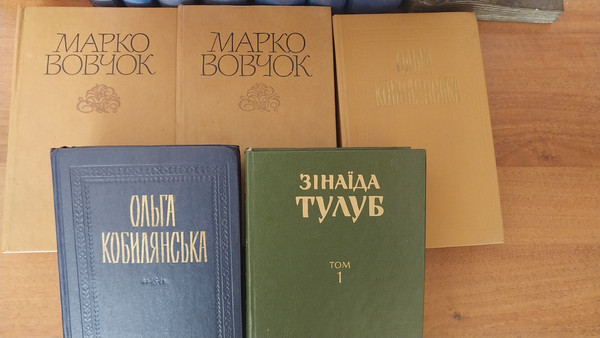 МАРКО
ВОВЧОК
МАРКО
ВОВЧОК
ОЛЬГА
КОБИЛЯНСЬКА
ОЛЬГА
КОБИЛЯНСЬКА
ЗІНАЇДА
ТУЛУБ
ТОМ
1